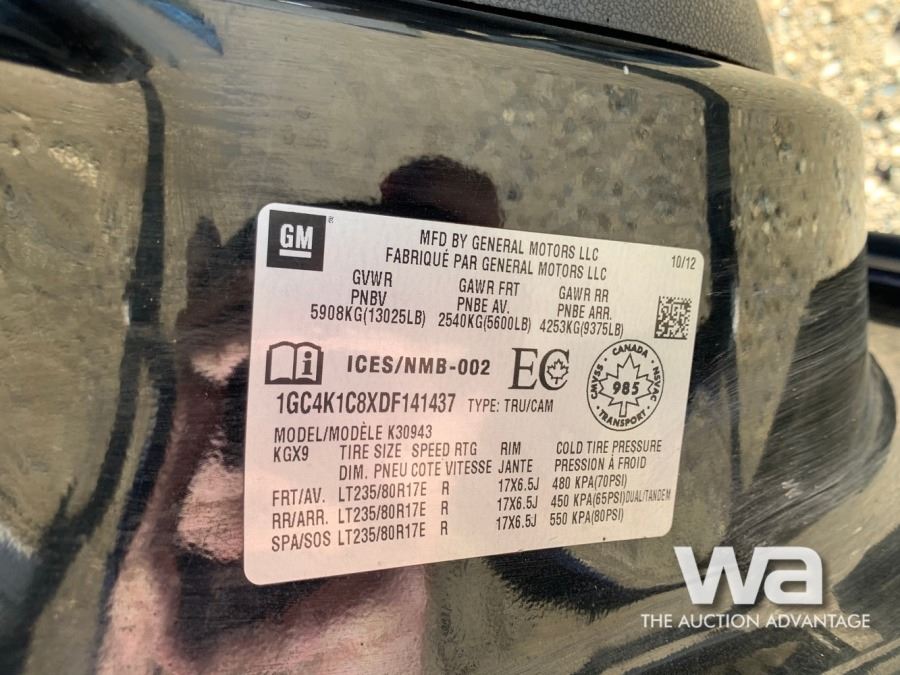 GM
MFD BY GENERAL MOTORS LLC
FABRIQUÉ PAR GENERAL MOTORS LLC
10/12
GVWR GAWR FRT GAWR RR
PNBV PNBE AV. PNBE ARR.
5908KG(13025LB) 2540KG(5600LB) 4253KG(9375LB)
ICES/NMB-002 EC
CANADA
CMVSS 985 NSVAC
TRANSPORT
1GC4K1C8XDF141437 TYPE: TRU/CAM
MODEL/MODÈLE K30943
KGX9 TIRE SIZE SPEED RTG RIM COLD TIRE PRESSURE
DIM. PNEU COTE VITESSE JANTE PRESSION À FROID
FRT/AV. LT235/80R17E R 17X6.5J 480 KPA(70PSI)
RR/ARR. LT235/80R17E R 17X6.5J 450 KPA(65PSI)DUAL/TANDEM
SPA/SOS LT235/80R17E R 17X6.5J 550 KPA(80PSI)
wa
THE AUCTION ADVANTAGE